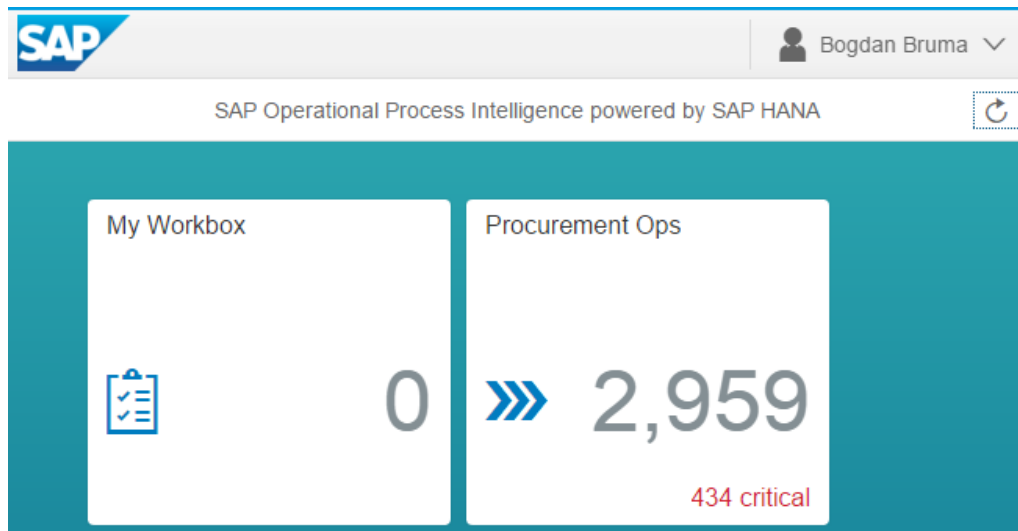 SAP
Bogdan Bruma
SAP Operational Process Intelligence powered by SAP HANA
My Workbox
0
Procurement Ops
2,959
434 critical